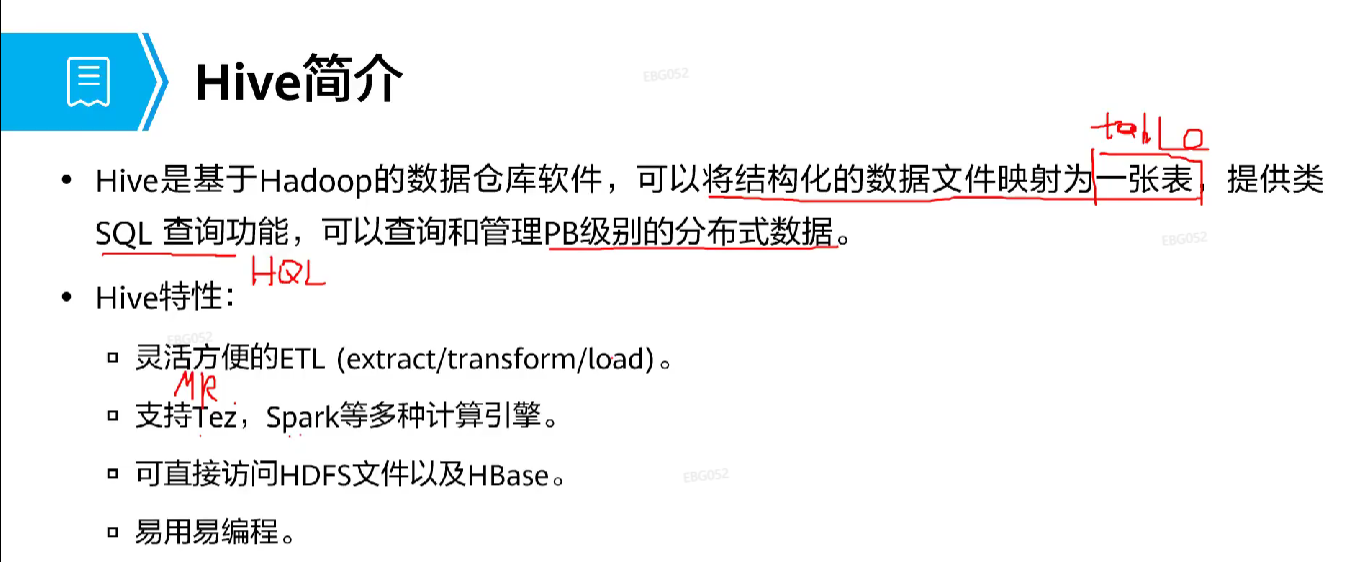 Hive简介
EBG052
table
• Hive是基于Hadoop的数据仓库软件，可以将结构化的数据文件映射为一张表，提供类
SQL 查询功能，可以查询和管理PB级别的分布式数据。
EBG052
HQL
• Hive特性：
EBG052
▫ 灵活方便的ETL (extract/transform/load)。
MR
▫ 支持Tez，Spark等多种计算引擎。
▫ 可直接访问HDFS文件以及HBase。
EBG052
▫ 易用易编程。